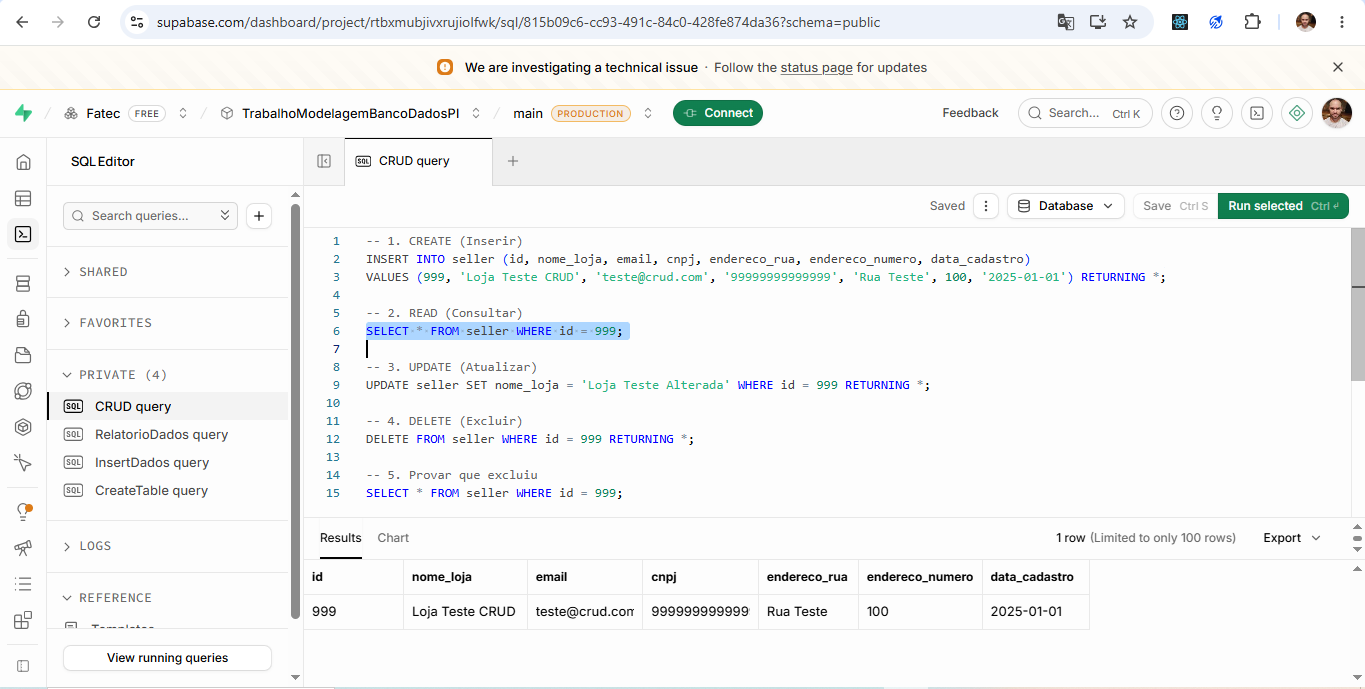 supabase.com/dashboard/project/rtbxmubjivxrujiolfwk/sql/815b09c6-cc93-491c-84c0-428fe874da36?schema=public
We are investigating a technical issue · Follow the status page for updates
Fatec FREE / TrabalhoModelagemBancoDadosPI / main PRODUCTION Connect Feedback Search... Ctrl K
SQL Editor
SQL CRUD query
Search queries...
Saved Database Save Ctrl S Run selected Ctrl ↵
SHARED
FAVORITES
PRIVATE (4)
SQL CRUD query
SQL RelatorioDados query
SQL InsertDados query
SQL CreateTable query
LOGS
REFERENCE
Templates
View running queries
1 -- 1. CREATE (Inserir)
2 INSERT INTO seller (id, nome_loja, email, cnpj, endereco_rua, endereco_numero, data_cadastro)
3 VALUES (999, 'Loja Teste CRUD', 'teste@crud.com', '99999999999999', 'Rua Teste', 100, '2025-01-01') RETURNING *;
4
5 -- 2. READ (Consultar)
6 SELECT * FROM seller WHERE id = 999;
7
8 -- 3. UPDATE (Atualizar)
9 UPDATE seller SET nome_loja = 'Loja Teste Alterada' WHERE id = 999 RETURNING *;
10
11 -- 4. DELETE (Excluir)
12 DELETE FROM seller WHERE id = 999 RETURNING *;
13
14 -- 5. Provar que excluiu
15 SELECT * FROM seller WHERE id = 999;
Results Chart 1 row (Limited to only 100 rows) Export
id nome_loja email cnpj endereco_rua endereco_numero data_cadastro
999 Loja Teste CRUD teste@crud.com 9999999999999 Rua Teste 100 2025-01-01